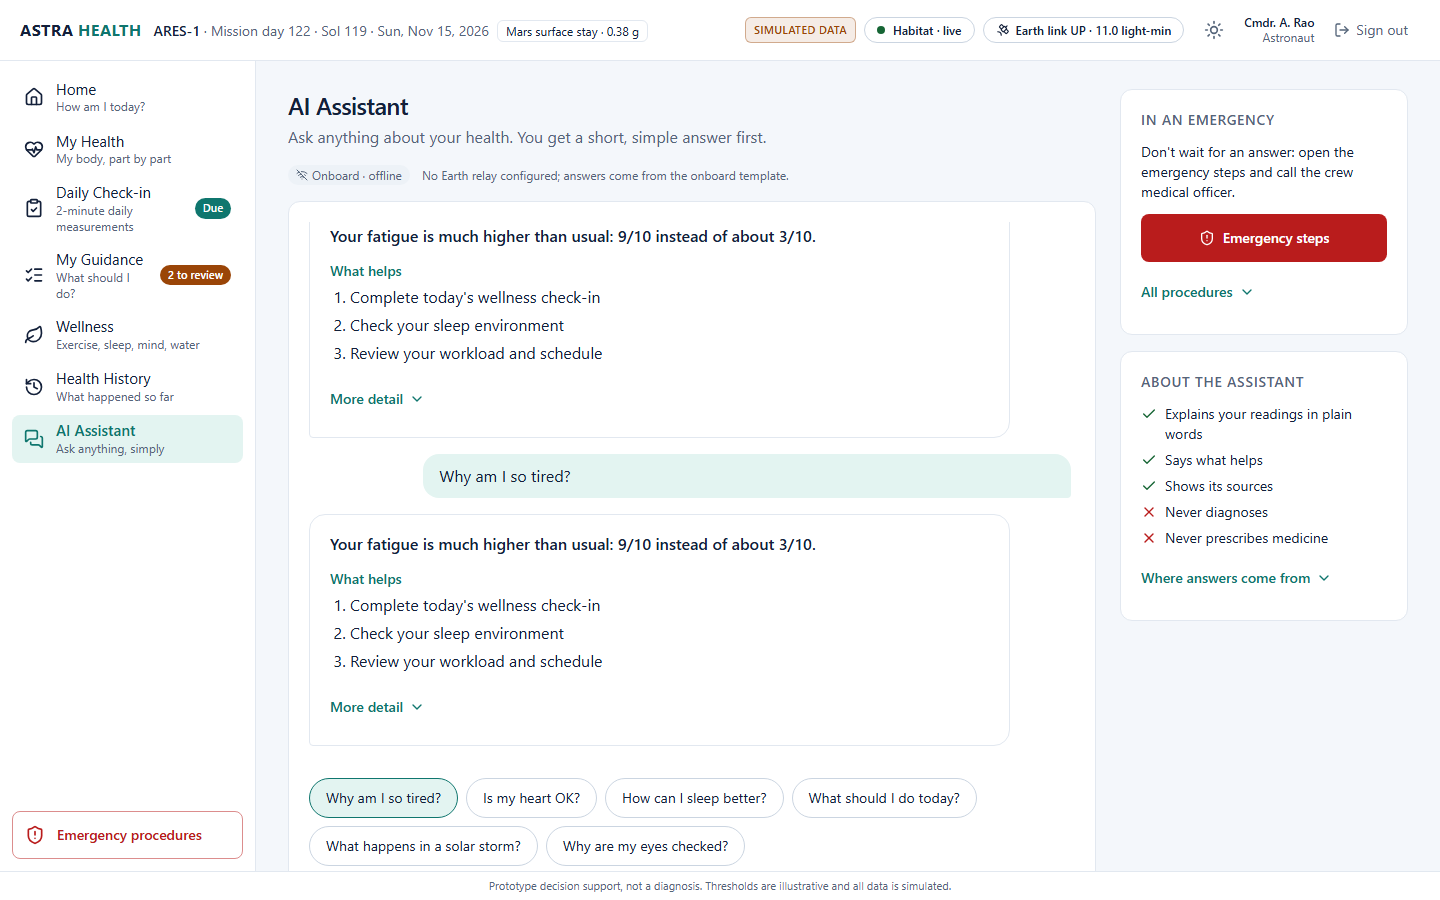 ASTRA HEALTH ARES-1 · Mission day 122 · Sol 119 · Sun, Nov 15, 2026 Mars surface stay · 0.38 g SIMULATED DATA Habitat · live Earth link UP · 11.0 light-min Cmdr. A. Rao
Astronaut
Sign out
Home
How am I today?
My Health
My body, part by part
Daily Check-in
2-minute daily
measurements
Due
My Guidance
What should I
do?
2 to review
Wellness
Exercise, sleep, mind, water
Health History
What happened so far
AI Assistant
Ask anything, simply
Emergency procedures
AI Assistant
Ask anything about your health. You get a short, simple answer first.
Onboard · offline No Earth relay configured; answers come from the onboard template.
Your fatigue is much higher than usual: 9/10 instead of about 3/10.
What helps
1. Complete today's wellness check-in
2. Check your sleep environment
3. Review your workload and schedule
More detail
Why am I so tired?
Your fatigue is much higher than usual: 9/10 instead of about 3/10.
What helps
1. Complete today's wellness check-in
2. Check your sleep environment
3. Review your workload and schedule
More detail
Why am I so tired? Is my heart OK? How can I sleep better? What should I do today?
What happens in a solar storm? Why are my eyes checked?
IN AN EMERGENCY
Don't wait for an answer: open the
emergency steps and call the crew
medical officer.
Emergency steps
All procedures
ABOUT THE ASSISTANT
Explains your readings in plain
words
Says what helps
Shows its sources
Never diagnoses
Never prescribes medicine
Where answers come from
Prototype decision support, not a diagnosis. Thresholds are illustrative and all data is simulated.